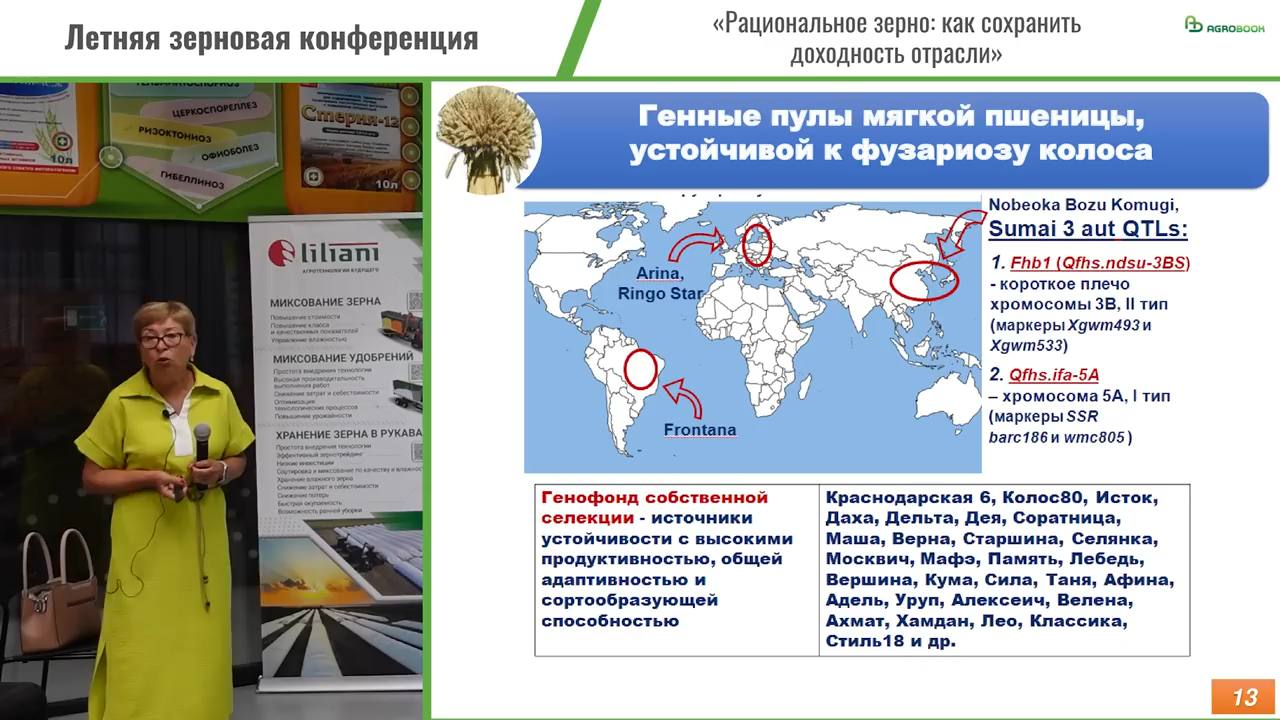 Летняя зерновая конференция
«Рациональное зерно: как сохранить
доходность отрасли»
AGROBOOK
ЦЕРКОСПОРЕЛЛЕЗ
РИЗОКТОНИОЗ
ОФИОБОЛЕЗ
ГИБЕЛЛИНОЗ
10л
Стерня-12
10л
liliani
АГРОТЕХНОЛОГИИ БУДУЩЕГО
МИКСОВАНИЕ ЗЕРНА
Повышение стоимости
Повышение класса
и качественных показателей
Управление влажностью
МИКСОВАНИЕ УДОБРЕНИЙ
Простота внедрения технологии
Высокая производительность
выполнения работ
Снижение затрат и себестоимости
Оптимизация
технологических процессов
Повышение урожайности
ХРАНЕНИЕ ЗЕРНА В РУКАВА
Простота внедрения технологии
Эффективный зернотрейдинг
Низкие инвестиции
Сортировка и миксование по качеству и влажнос
Хранение влажного зерна
Снижение затрат и себестоимости
Снижение потерь
Быстрая окупаемость
Возможность ранней уборки
Генные пулы мягкой пшеницы,
устойчивой к фузариозу колоса
Arina,
Ringo Star
Frontana
Nobeoka Bozu Komugi,
Sumai 3 aut QTLs:
1. Fhb1 (Qfhs.ndsu-3BS)
- короткое плечо
хромосомы 3В, II тип
(маркеры Xgwm493 и
Xgwm533)
2. Qfhs.ifa-5A
– хромосома 5А, I тип
(маркеры SSR
barc186 и wmc805 )
Генофонд собственной
селекции - источники
устойчивости с высокими
продуктивностью, общей
адаптивностью и
сортообразующей
способностью
Краснодарская 6, Колос80, Исток,
Даха, Дельта, Дея, Соратница,
Маша, Верна, Старшина, Селянка,
Москвич, Мафэ, Память, Лебедь,
Вершина, Кума, Сила, Таня, Афина,
Адель, Уруп, Алексеич, Велена,
Ахмат, Хамдан, Лео, Классика,
Стиль18 и др.
13